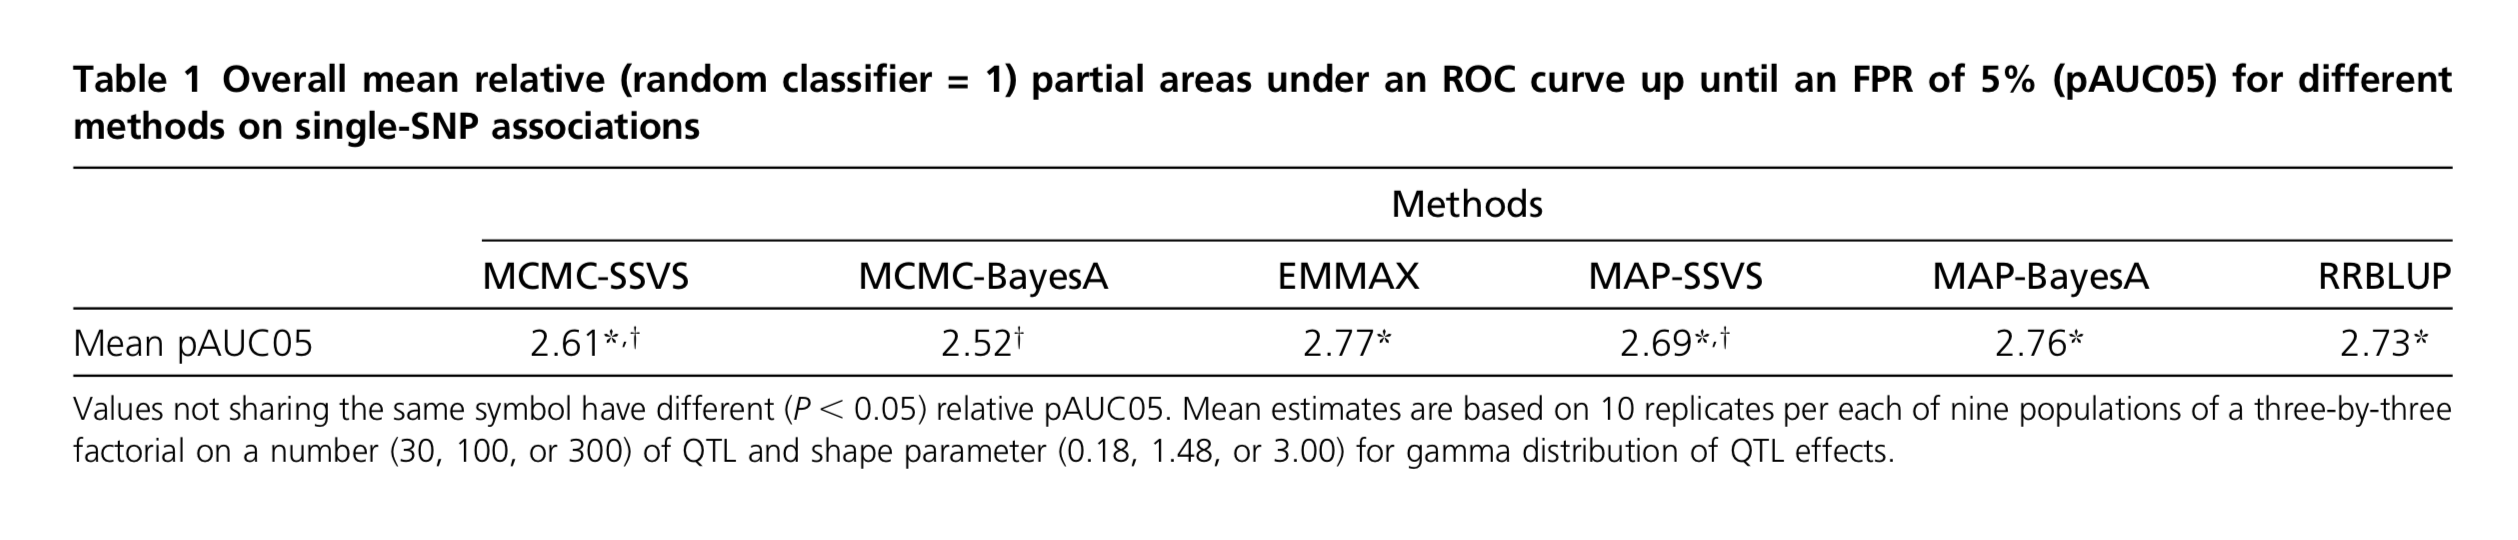 Table 1 Overall mean relative (random classifier = 1) partial areas under an ROC curve up until an FPR of 5% (pAUC05) for different
methods on single-SNP associations
Methods
MCMC-SSVS MCMC-BayesA EMMAX MAP-SSVS MAP-BayesA RRBLUP
Mean pAUC05 2.61*,† 2.52† 2.77* 2.69*,† 2.76* 2.73*
Values not sharing the same symbol have different (P < 0.05) relative pAUC05. Mean estimates are based on 10 replicates per each of nine populations of a three-by-three
factorial on a number (30, 100, or 300) of QTL and shape parameter (0.18, 1.48, or 3.00) for gamma distribution of QTL effects.